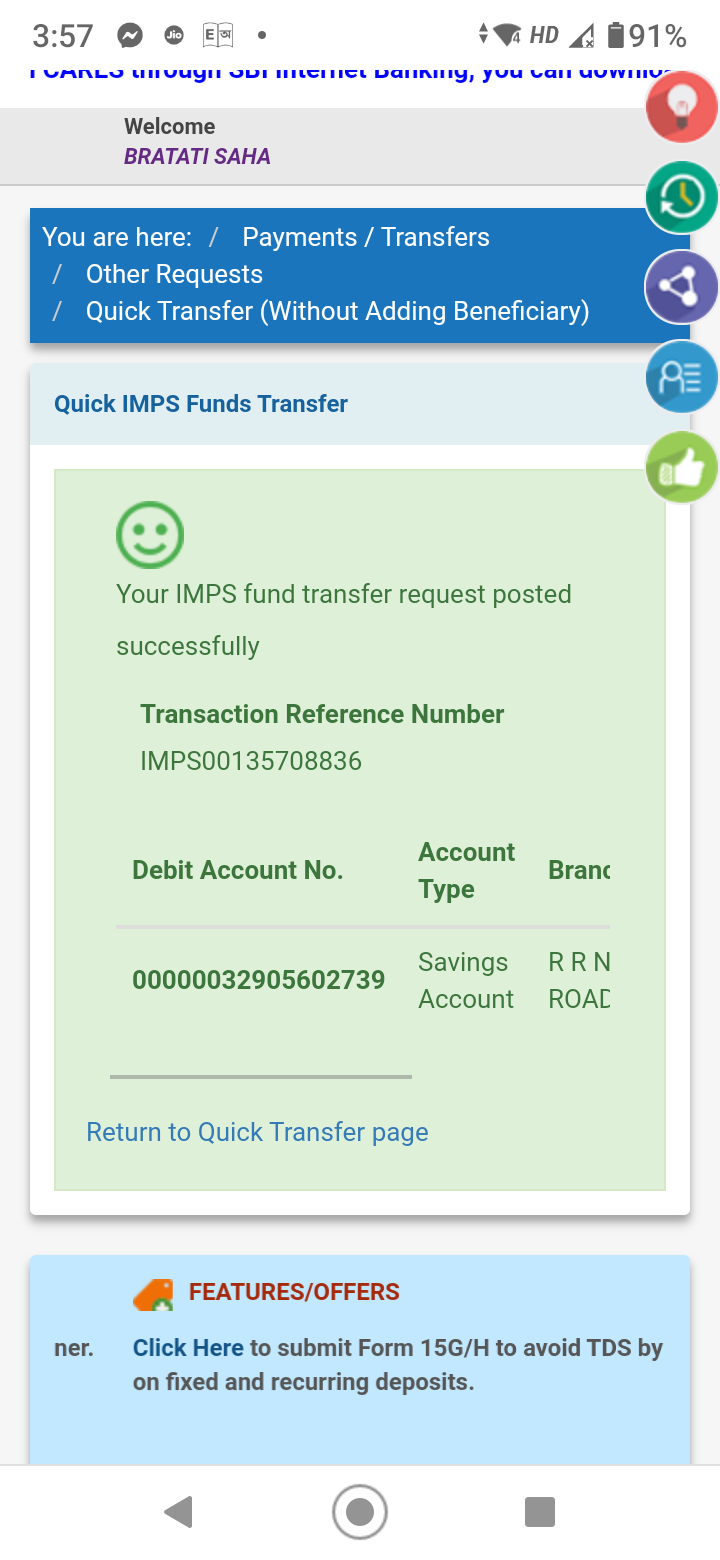 3:57 Jio E অ 4 HD 91%
CARES through SBI Internet Banking, you can
Welcome
BRATATI SAHA
You are here: / Payments / Transfers
/ Other Requests
/ Quick Transfer (Without Adding Beneficiary)
Quick IMPS Funds Transfer
Your IMPS fund transfer request posted
successfully
Transaction Reference Number
IMPS00135708836
Debit Account No. Account Type Branc
00000032905602739 Savings Account R R N ROAD
Return to Quick Transfer page
FEATURES/OFFERS
ner. Click Here to submit Form 15G/H to avoid TDS by
on fixed and recurring deposits.